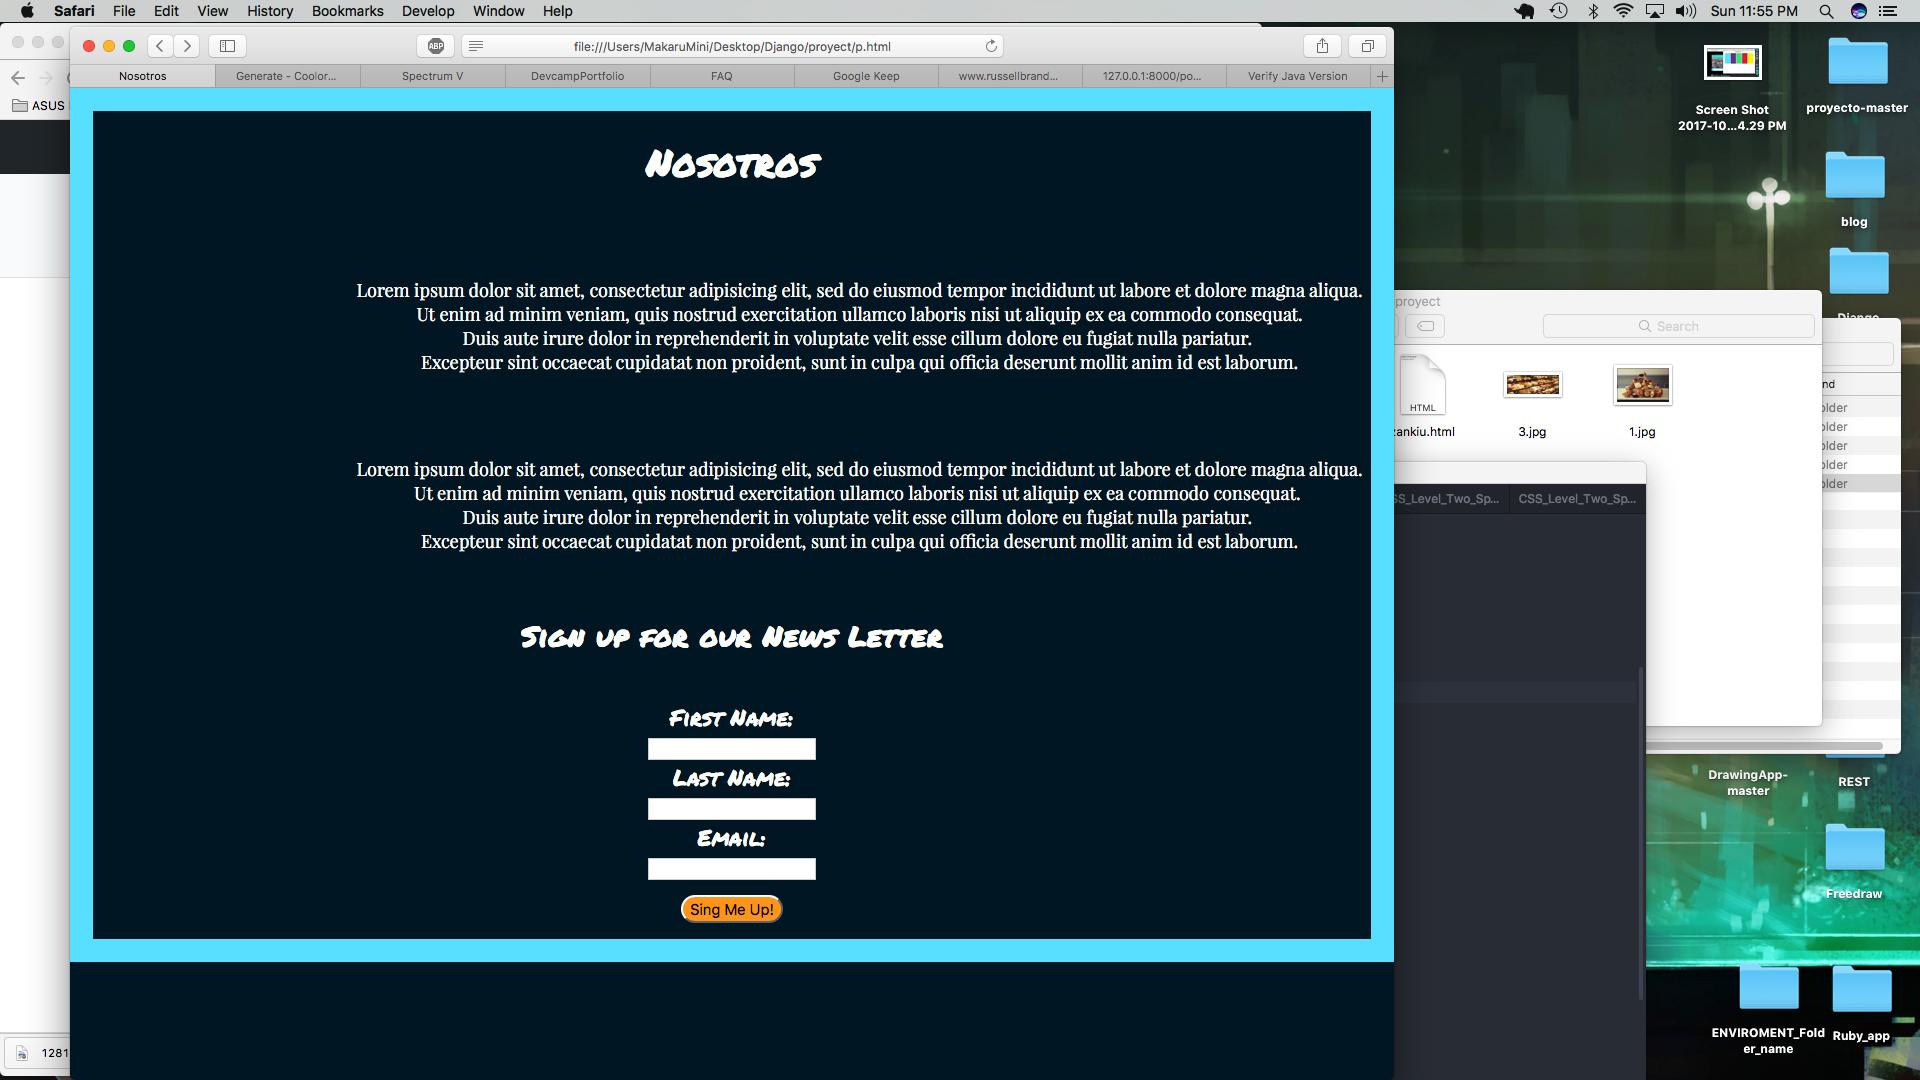 Safari File Edit View History Bookmarks Develop Window Help
Sun 11:55 PM
ABP
file:///Users/MakaruMini/Desktop/Django/proyect/p.html
Nosotros
Generate - Coolor...
Spectrum V
DevcampPortfolio
FAQ
Google Keep
www.russellbrand...
127.0.0.1:8000/po...
Verify Java Version
ASUS
Nosotros
Lorem ipsum dolor sit amet, consectetur adipisicing elit, sed do eiusmod tempor incididunt ut labore et dolore magna aliqua.
Ut enim ad minim veniam, quis nostrud exercitation ullamco laboris nisi ut aliquip ex ea commodo consequat.
Duis aute irure dolor in reprehenderit in voluptate velit esse cillum dolore eu fugiat nulla pariatur.
Excepteur sint occaecat cupidatat non proident, sunt in culpa qui officia deserunt mollit anim id est laborum.
Lorem ipsum dolor sit amet, consectetur adipisicing elit, sed do eiusmod tempor incididunt ut labore et dolore magna aliqua.
Ut enim ad minim veniam, quis nostrud exercitation ullamco laboris nisi ut aliquip ex ea commodo consequat.
Duis aute irure dolor in reprehenderit in voluptate velit esse cillum dolore eu fugiat nulla pariatur.
Excepteur sint occaecat cupidatat non proident, sunt in culpa qui officia deserunt mollit anim id est laborum.
Sign up for our News Letter
First Name:
Last Name:
Email:
Sing Me Up!
1281
Screen Shot
2017-10...4.29 PM
proyecto-master
blog
Django
proyect
Search
HTML
zankiu.html
3.jpg
1.jpg
nd
older
older
older
older
older
SS_Level_Two_Sp...
CSS_Level_Two_Sp...
DrawingApp-
master
REST
Freedraw
ENVIROMENT_Fold
er_name
Ruby_app